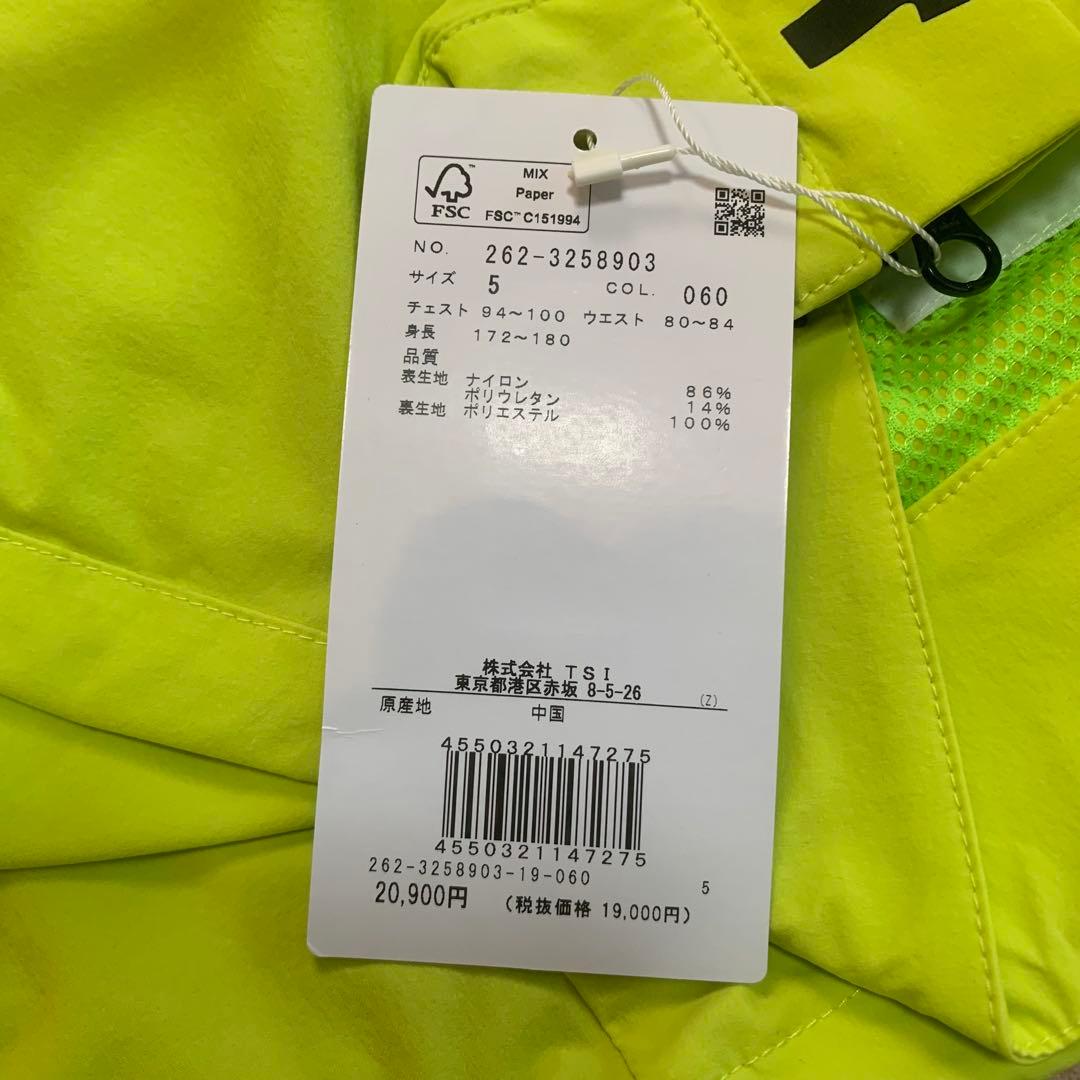 MIX
Paper
FSC™ C151994
FSC™
NO. 262-3258903
サイズ 5 COL. 060
チェスト 94～100 ウエスト 80～84
身長 172～180
品質
表生地 ナイロン 86%
ポリウレタン 14%
裏生地 ポリエステル 100%
株式会社 TSI
東京都港区赤坂 8-5-26 (Z)
原産地 中国
4550321147275
4550321147275
262-3258903-19-060 5
20,900円 (税抜価格 19,000円)